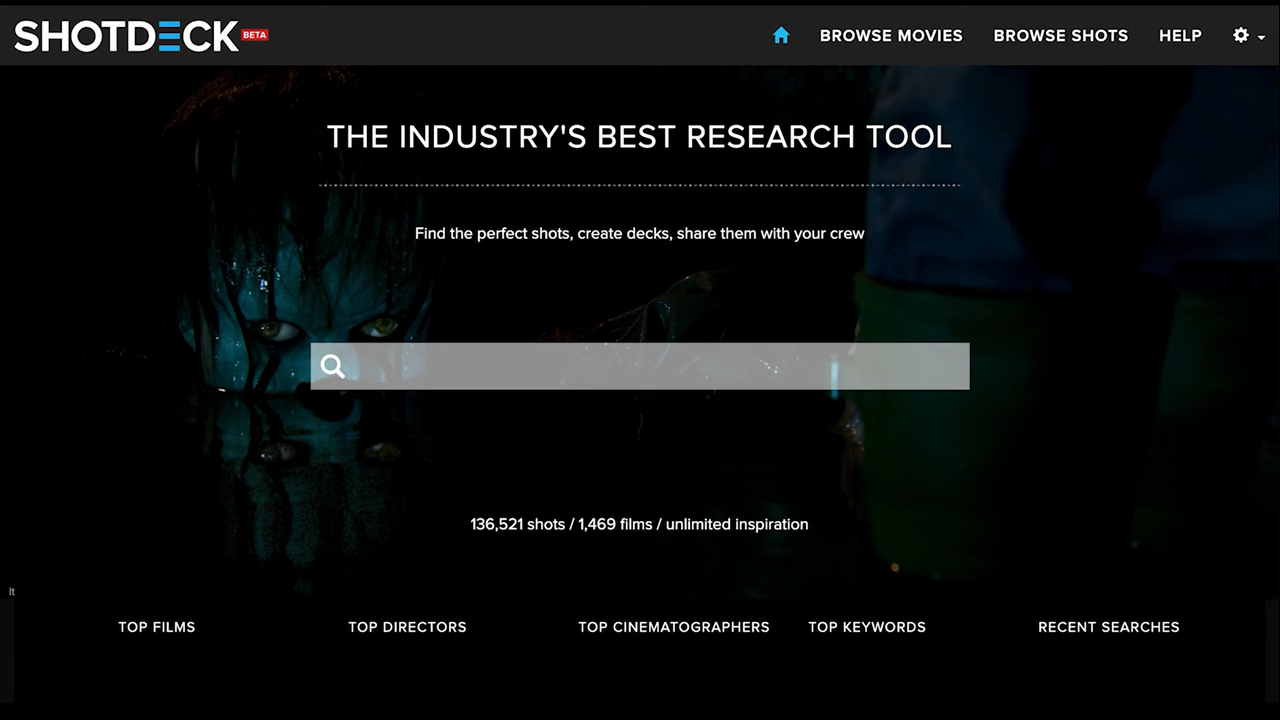 SHOTDECK BETA
BROWSE MOVIES BROWSE SHOTS HELP
THE INDUSTRY'S BEST RESEARCH TOOL
Find the perfect shots, create decks, share them with your crew
136,521 shots / 1,469 films / unlimited inspiration
It
TOP FILMS TOP DIRECTORS TOP CINEMATOGRAPHERS TOP KEYWORDS RECENT SEARCHES